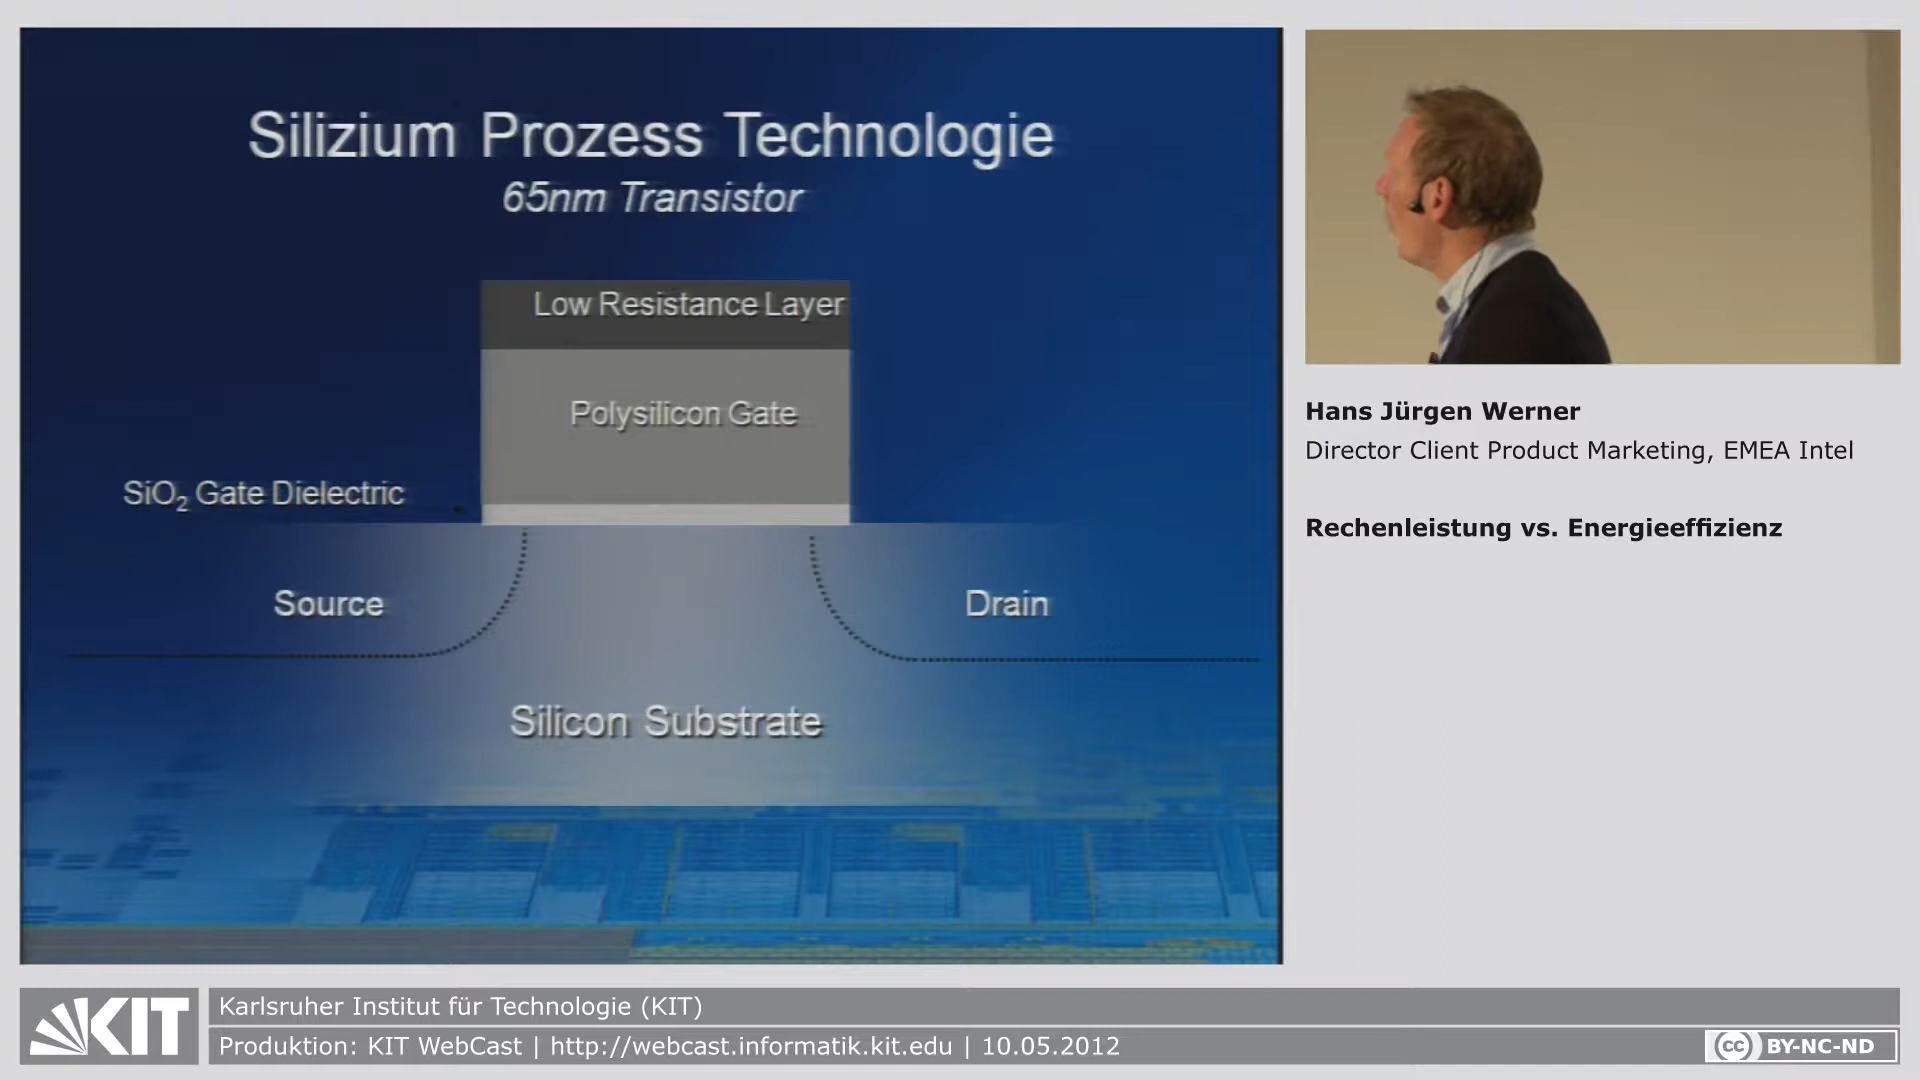 Silizium Prozess Technologie
65nm Transistor
Low Resistance Layer
Polysilicon Gate
SiO₂ Gate Dielectric
Source
Drain
Silicon Substrate
Hans Jürgen Werner
Director Client Product Marketing, EMEA Intel
Rechenleistung vs. Energieeffizienz
KIT
Karlsruher Institut für Technologie (KIT)
Produktion: KIT WebCast | http://webcast.informatik.kit.edu | 10.05.2012
cc BY-NC-ND